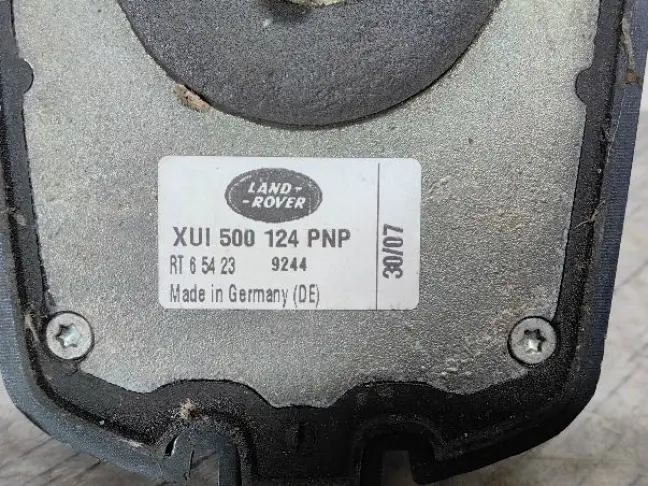 LAND-
-ROVER
XUI 500 124 PNP
RT 6 54 23 9244
Made in Germany (DE)
30/07